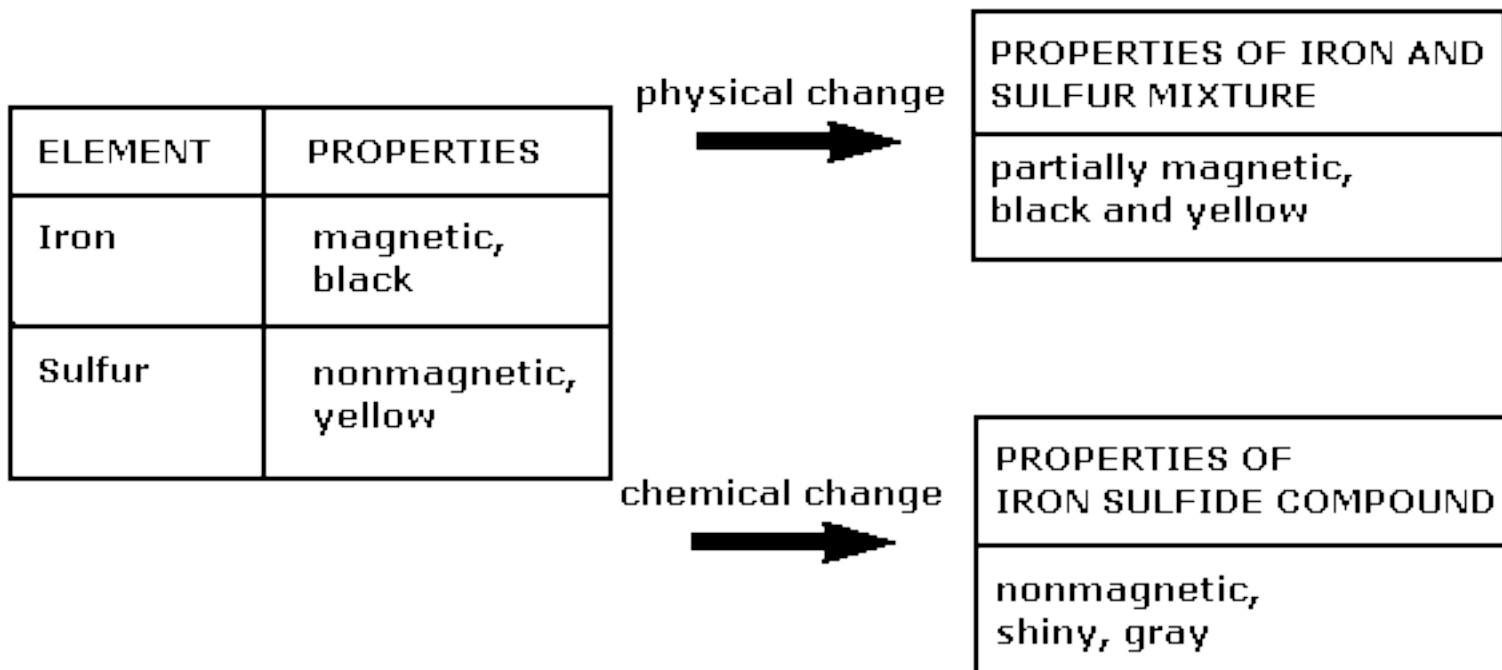 ELEMENT PROPERTIES
Iron magnetic,
black
Sulfur nonmagnetic,
yellow
physical change
PROPERTIES OF IRON AND
SULFUR MIXTURE
partially magnetic,
black and yellow
chemical change
PROPERTIES OF
IRON SULFIDE COMPOUND
nonmagnetic,
shiny, gray